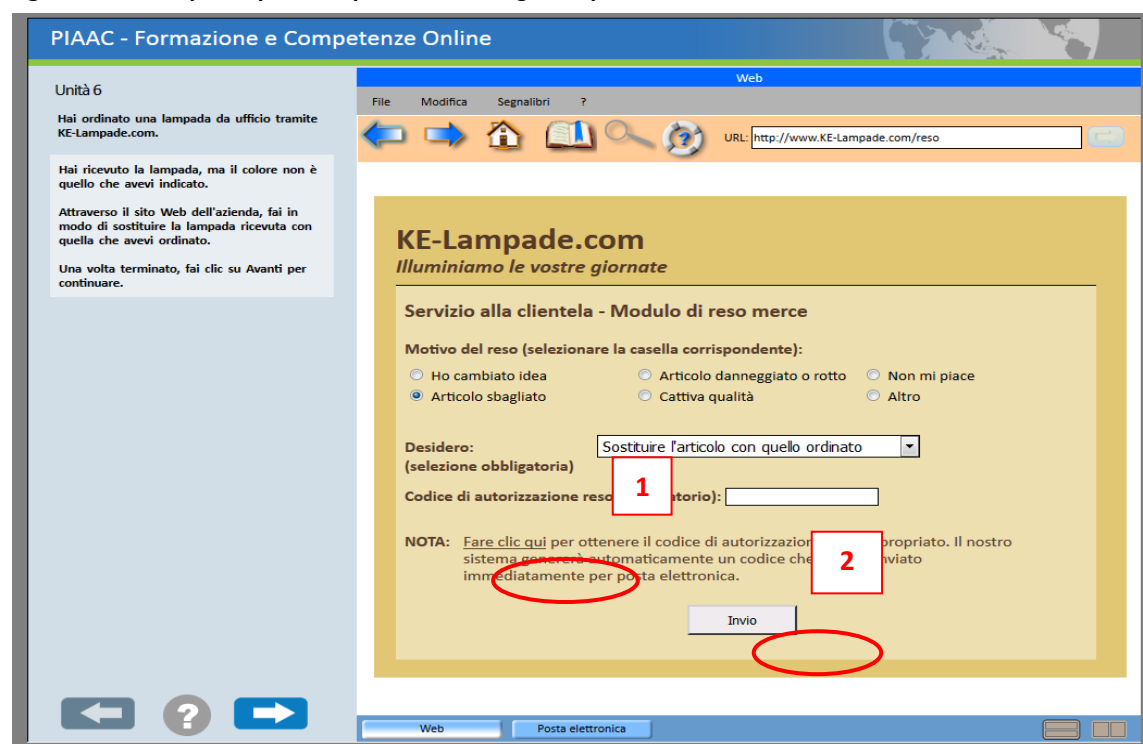 PIAAC - Formazione e Competenze Online
Unità 6
Hai ordinato una lampada da ufficio tramite
KE-Lampade.com.
Hai ricevuto la lampada, ma il colore non è
quello che avevi indicato.
Attraverso il sito Web dell'azienda, fai in
modo di sostituire la lampada ricevuta con
quella che avevi ordinato.
Una volta terminato, fai clic su Avanti per
continuare.
Web
File Modifica Segnalibri ?
URL: http://www.KE-Lampade.com/reso
KE-Lampade.com
Illuminiamo le vostre giornate
Servizio alla clientela - Modulo di reso merce
Motivo del reso (selezionare la casella corrispondente):
Ho cambiato idea Articolo danneggiato o rotto Non mi piace
Articolo sbagliato Cattiva qualità Altro
Desidero: Sostituire l'articolo con quello ordinato
(selezione obbligatoria)
1
Codice di autorizzazione reso
NOTA: Fare clic qui per ottenere il codice di Il nostro
sistema genererà automaticamente un codice
2
immediatamente per posta elettronica.
Invio
?
Web Posta elettronica